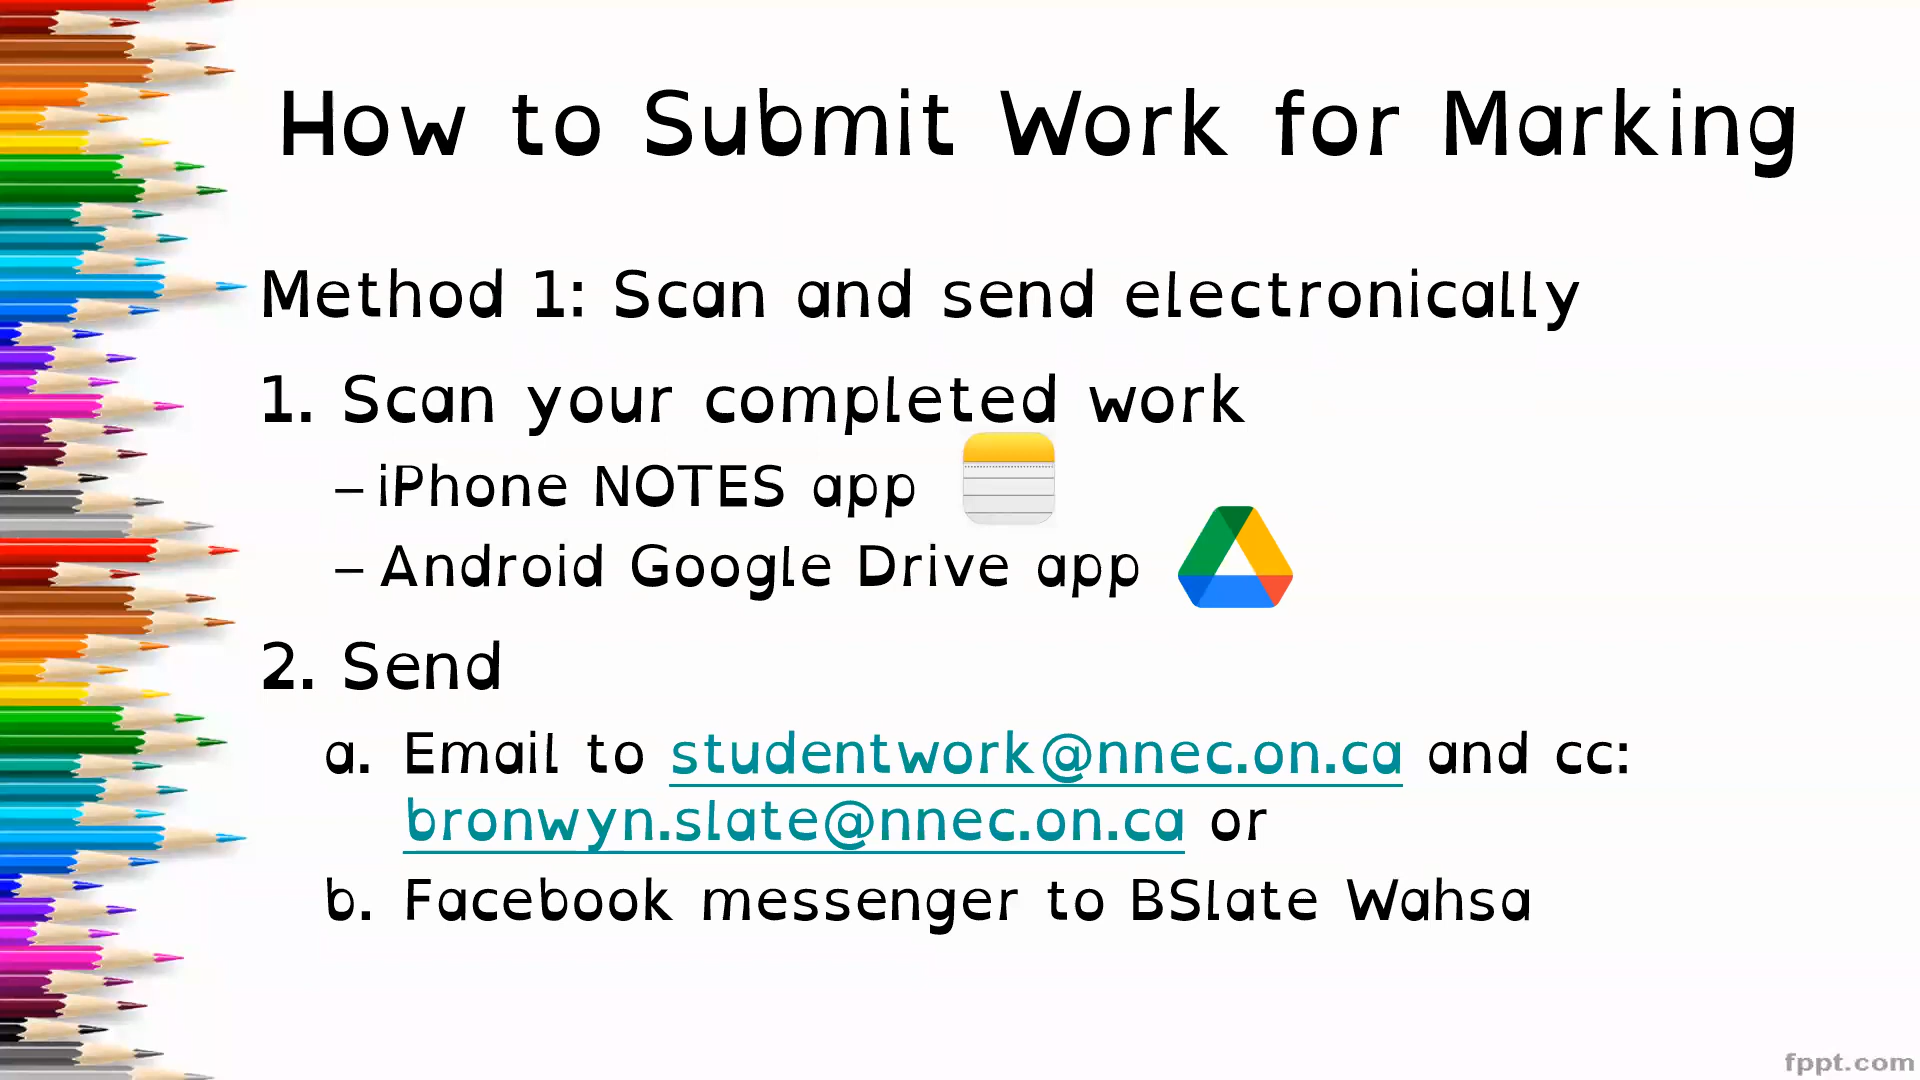 How to Submit Work for Marking
Method 1: Scan and send electronically
1. Scan your completed work
– iPhone NOTES app
– Android Google Drive app
2. Send
a. Email to studentwork@nnec.on.ca and cc:
bronwyn.slate@nnec.on.ca or
b. Facebook messenger to BSlate Wahsa
fppt.com